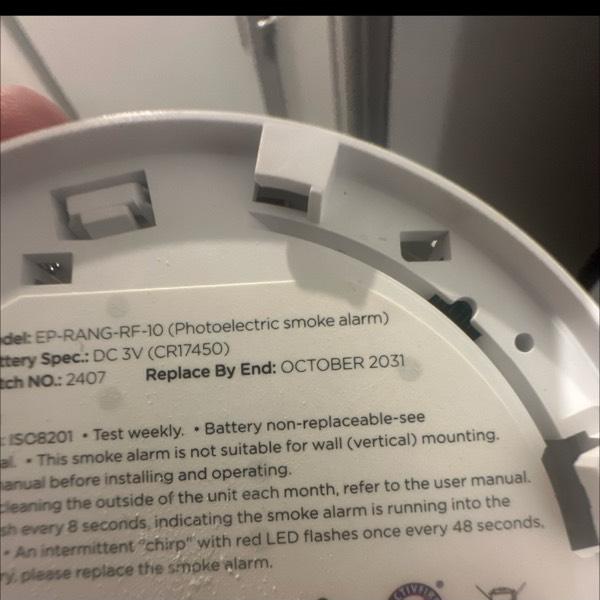 odel: EP-RANG-RF-10 (Photoelectric smoke alarm)
ttery Spec.: DC 3V (CR17450)
tch NO.: 2407 Replace By End: OCTOBER 2031
: ISO8201 • Test weekly. • Battery non-replaceable-see
al. • This smoke alarm is not suitable for wall (vertical) mounting.
manual before installing and operating.
cleaning the outside of the unit each month, refer to the user manual.
sh every 8 seconds, indicating the smoke alarm is running into the
• An intermittent "chirp" with red LED flashes once every 48 seconds,
ry, please replace the smoke alarm.